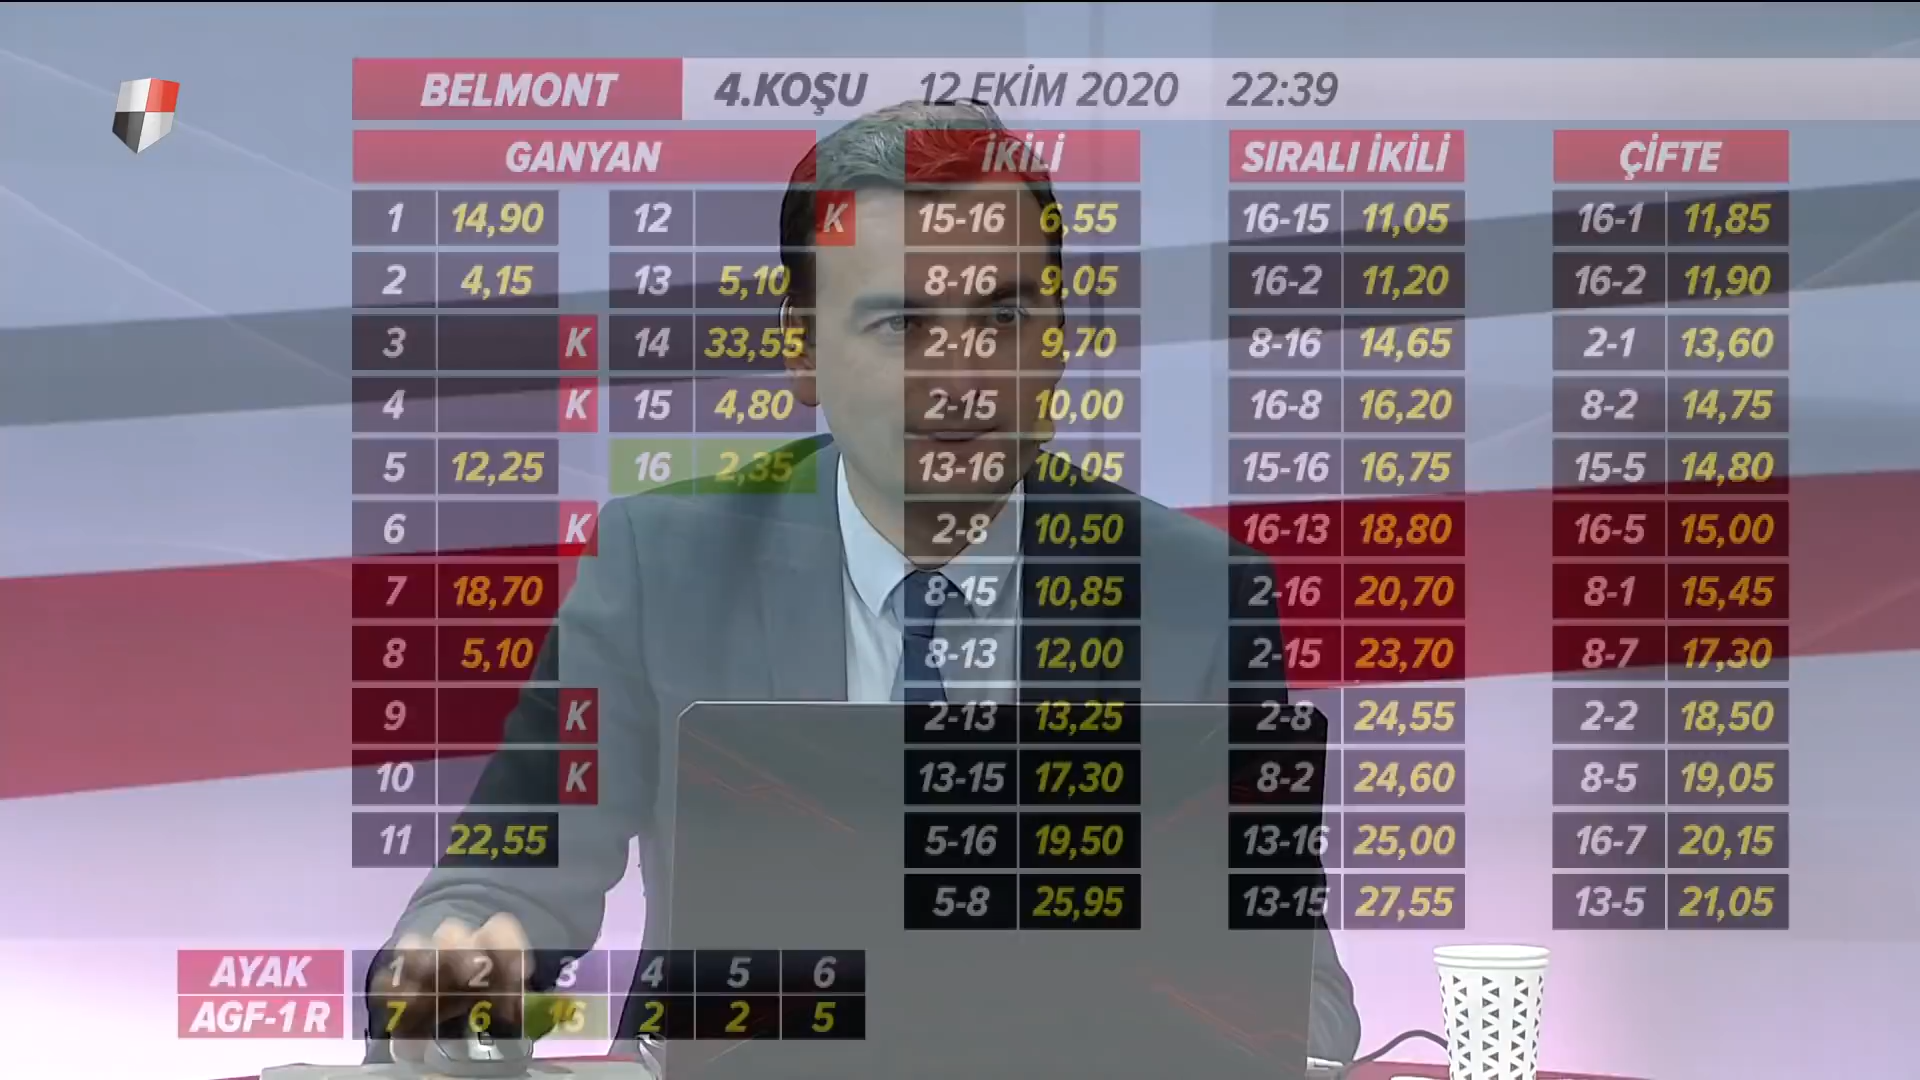 BELMONT 4.KOŞU 12 EKİM 2020 22:39
GANYAN İKİLİ SIRALI İKİLİ ÇİFTE
1 14,90 12 K 15-16 6,55 16-15 11,05 16-1 11,85
2 4,15 13 5,10 8-16 9,05 16-2 11,20 16-2 11,90
3 K 14 33,55 2-16 9,70 8-16 14,65 2-1 13,60
4 K 15 4,80 2-15 10,00 16-8 16,20 8-2 14,75
5 12,25 16 2,35 13-16 10,05 15-16 16,75 15-5 14,80
6 K 2-8 10,50 16-13 18,80 16-5 15,00
7 18,70 8-15 10,85 2-16 20,70 8-1 15,45
8 5,10 8-13 12,00 2-15 23,70 8-7 17,30
9 K 2-13 13,25 2-8 24,55 2-2 18,50
10 K 13-15 17,30 8-2 24,60 8-5 19,05
11 22,55 5-16 19,50 13-16 25,00 16-7 20,15
5-8 25,95 13-15 27,55 13-5 21,05
AYAK 1 2 3 4 5 6
AGF-1 R 7 6 16 2 2 5